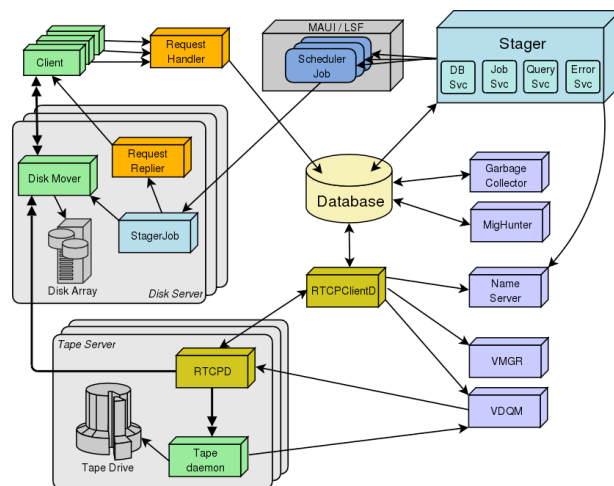 MAUI / LSF
Stager
Request
Handler
Client
Scheduler
Job
DB
Svc
Job
Svc
Query
Svc
Error
Svc
Request
Replier
Disk Mover
StagerJob
Disk Array
Disk Server
Database
Garbage
Collector
MigHunter
RTCPClientD
Name
Server
Tape Server
RTCPD
VMGR
VDQM
Tape Drive
Tape
daemon